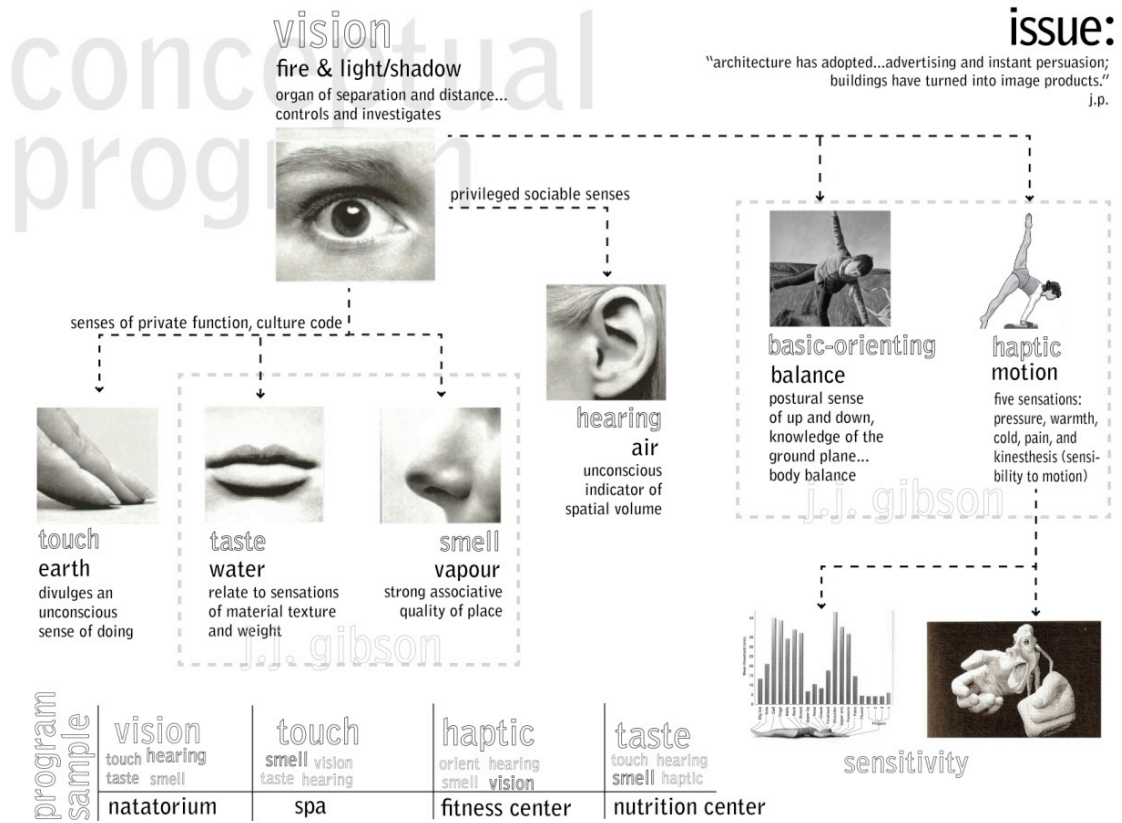 conceptual
program
vision
fire & light/shadow
organ of separation and distance...
controls and investigates
issue:
“architecture has adopted...advertising and instant persuasion;
buildings have turned into image products.”
j.p.
privileged sociable senses
senses of private function, culture code
hearing
air
unconscious
indicator of
spatial volume
basic-orienting
balance
postural sense
of up and down,
knowledge of the
ground plane...
body balance
haptic
motion
five sensations:
pressure, warmth,
cold, pain, and
kinesthesis (sensi-
bility to motion)
j.j. gibson
touch
earth
divulges an
unconscious
sense of doing
taste
water
relate to sensations
of material texture
and weight
smell
vapour
strong associative
quality of place
j.j. gibson
sensitivity
program
sample
vision
touch hearing
taste smell
natatorium
touch
smell vision
taste hearing
spa
haptic
orient hearing
smell vision
fitness center
taste
touch hearing
smell haptic
nutrition center